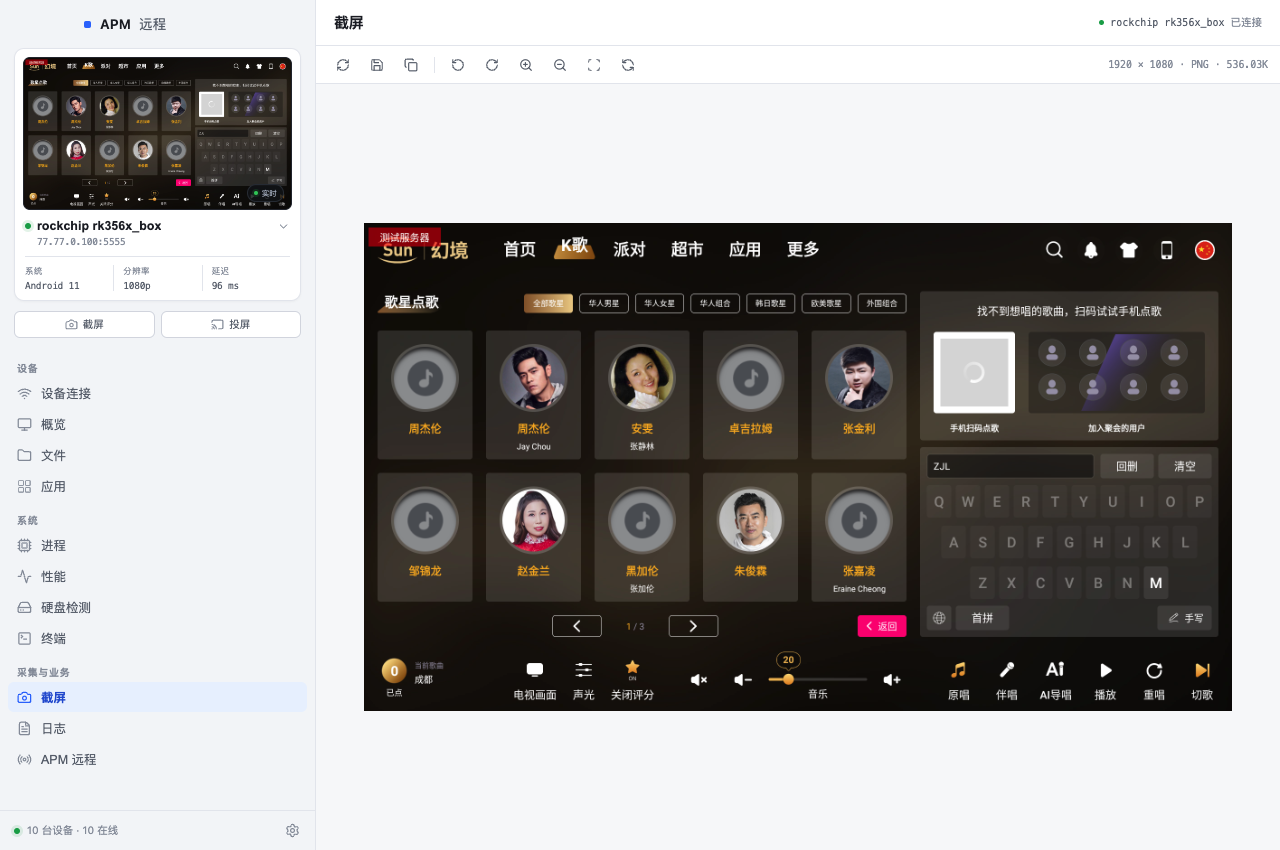 APM 远程
rockchip rk356x_box
77.77.0.100:5555
系统
Android 11
分辨率
1080p
延迟
96 ms
实时
截屏
投屏
设备
设备连接
概览
文件
应用
系统
进程
性能
硬盘检测
终端
采集与业务
截屏
日志
APM 远程
10 台设备 · 10 在线
截屏
rockchip rk356x_box 已连接
1920 × 1080 · PNG · 536.03K
测试服务器
Sun 幻境
首页 K歌 派对 超市 应用 更多
歌星点歌
全部歌星 华人男星 华人女星 华人组合 韩日歌星 欧美歌星 外国组合
周杰伦
周杰伦
Jay Chou
安雯
张静林
卓吉拉姆
张金利
邹锦龙
赵金兰
黑加伦
张加伦
朱俊霖
张嘉凌
Eraine Cheong
1 / 3
返回
找不到想唱的歌曲，扫码试试手机点歌
手机扫码点歌
加入聚会的用户
ZJL 回删 清空
Q W E R T Y U I O P
A S D F G H J K L
Z X C V B N M
首拼 手写
0
已点
当前歌曲
成都
电视画面 声光 ON 关闭评分
20
音乐
原唱 伴唱 Ai AI导唱 播放 重唱 切歌